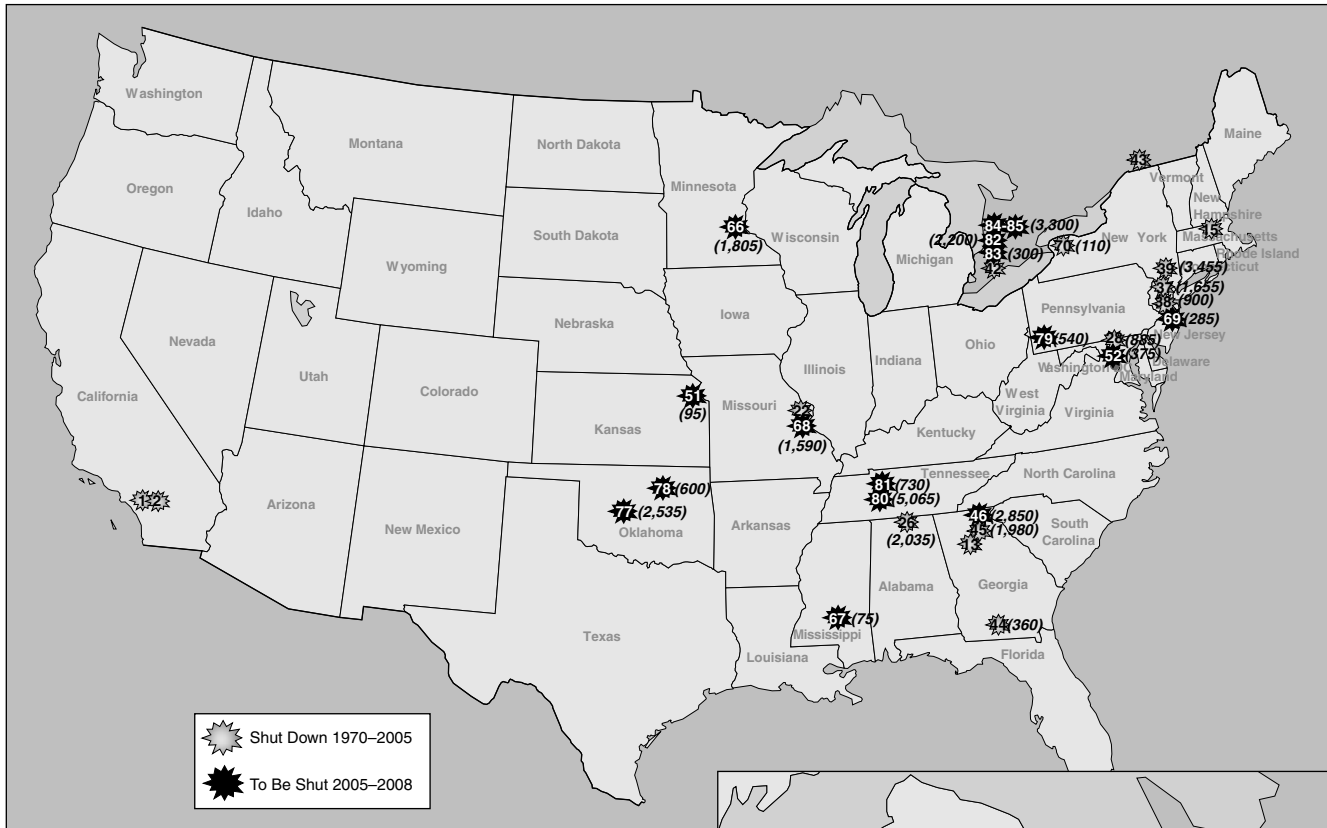 Washington
Montana
North Dakota
Minnesota
Maine
43
Vermont
Oregon
Idaho
South Dakota
66
(1,805)
Wisconsin
Michigan
84-85 (3,300)
(2,200) 82
83 (300)
42
70 (110)
New York
New
Hampshire
15
Massachusetts
Rhode Island
Wyoming
39 (3,455)
37 (1,655)
38 (900)
69 (285)
Nevada
Nebraska
Iowa
Pennsylvania
79 (540)
28 (885)
New Jersey
52 (375)
Delaware
Maryland
California
Utah
Colorado
Illinois
Indiana
Ohio
51
(95)
Kansas
Missouri
22
68
(1,590)
West
Virginia
Virginia
Kentucky
1-2
Arizona
New Mexico
78 (600)
77 (2,535)
Oklahoma
Arkansas
Tennessee
81 (730)
80 (5,065)
North Carolina
26
(2,035)
46 (2,850)
45 (1,980)
13
South
Carolina
Texas
Alabama
Georgia
67 (75)
Mississippi
44 (360)
Louisiana
Florida
Shut Down 1970–2005
To Be Shut 2005–2008